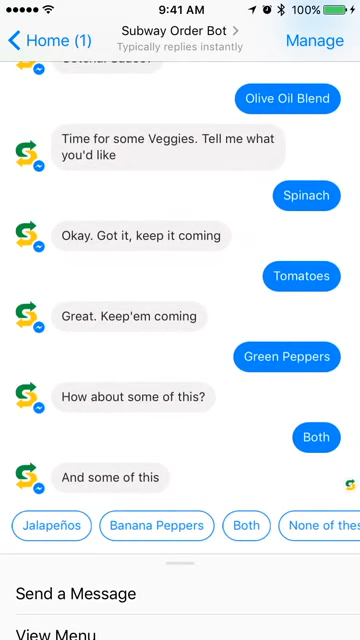 9:41 AM
100%
Home (1)
Subway Order Bot
Typically replies instantly
Manage
Olive Oil Blend
Time for some Veggies. Tell me what
you'd like
Spinach
Okay. Got it, keep it coming
Tomatoes
Great. Keep'em coming
Green Peppers
How about some of this?
Both
And some of this
Jalapeños
Banana Peppers
Both
None of thes
Send a Message
View Menu